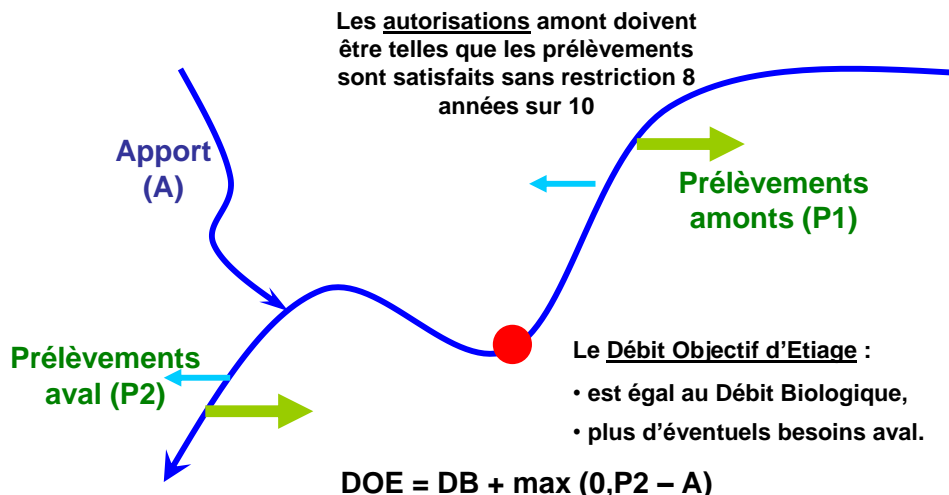 Les autorisations amont doivent
être telles que les prélèvements
sont satisfaits sans restriction 8
années sur 10
Apport
(A)
Prélèvements
amonts (P1)
Prélèvements
aval (P2)
Le Débit Objectif d'Etiage :
• est égal au Débit Biologique,
• plus d'éventuels besoins aval.
DOE = DB + max (0,P2 – A)